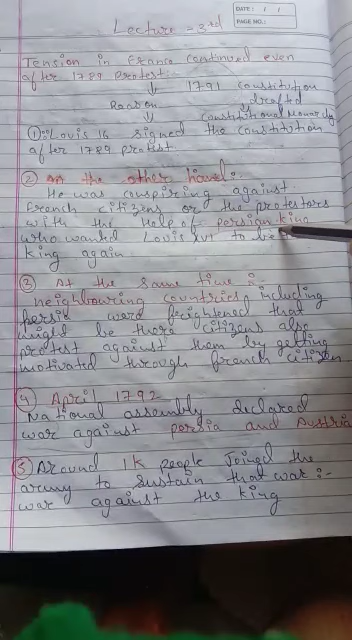 DATE: / /
PAGE NO.:
Lecture - 3rd
Tension in France continued even
after 1789 protest.
↓ 1791 constitution
Reason drafted
↓ constitutional Monarchy
① :- Louis 16 signed the constitution
after 1789 protest.
② On the other hand :-
He was conspiring against
french citizens or the protestors
with the help of persian king
who wanted Louis XVI to be
king again
③ At the same time :-
neighbouring countries including
persia were frightened that
might be there citizens also
protest against them by getting
motivated through french citizen
④ April 1792
National assembly declared
war against persia and Austria
⑤ Around 1K people Joined the
army to sustain that war :-
war against the king